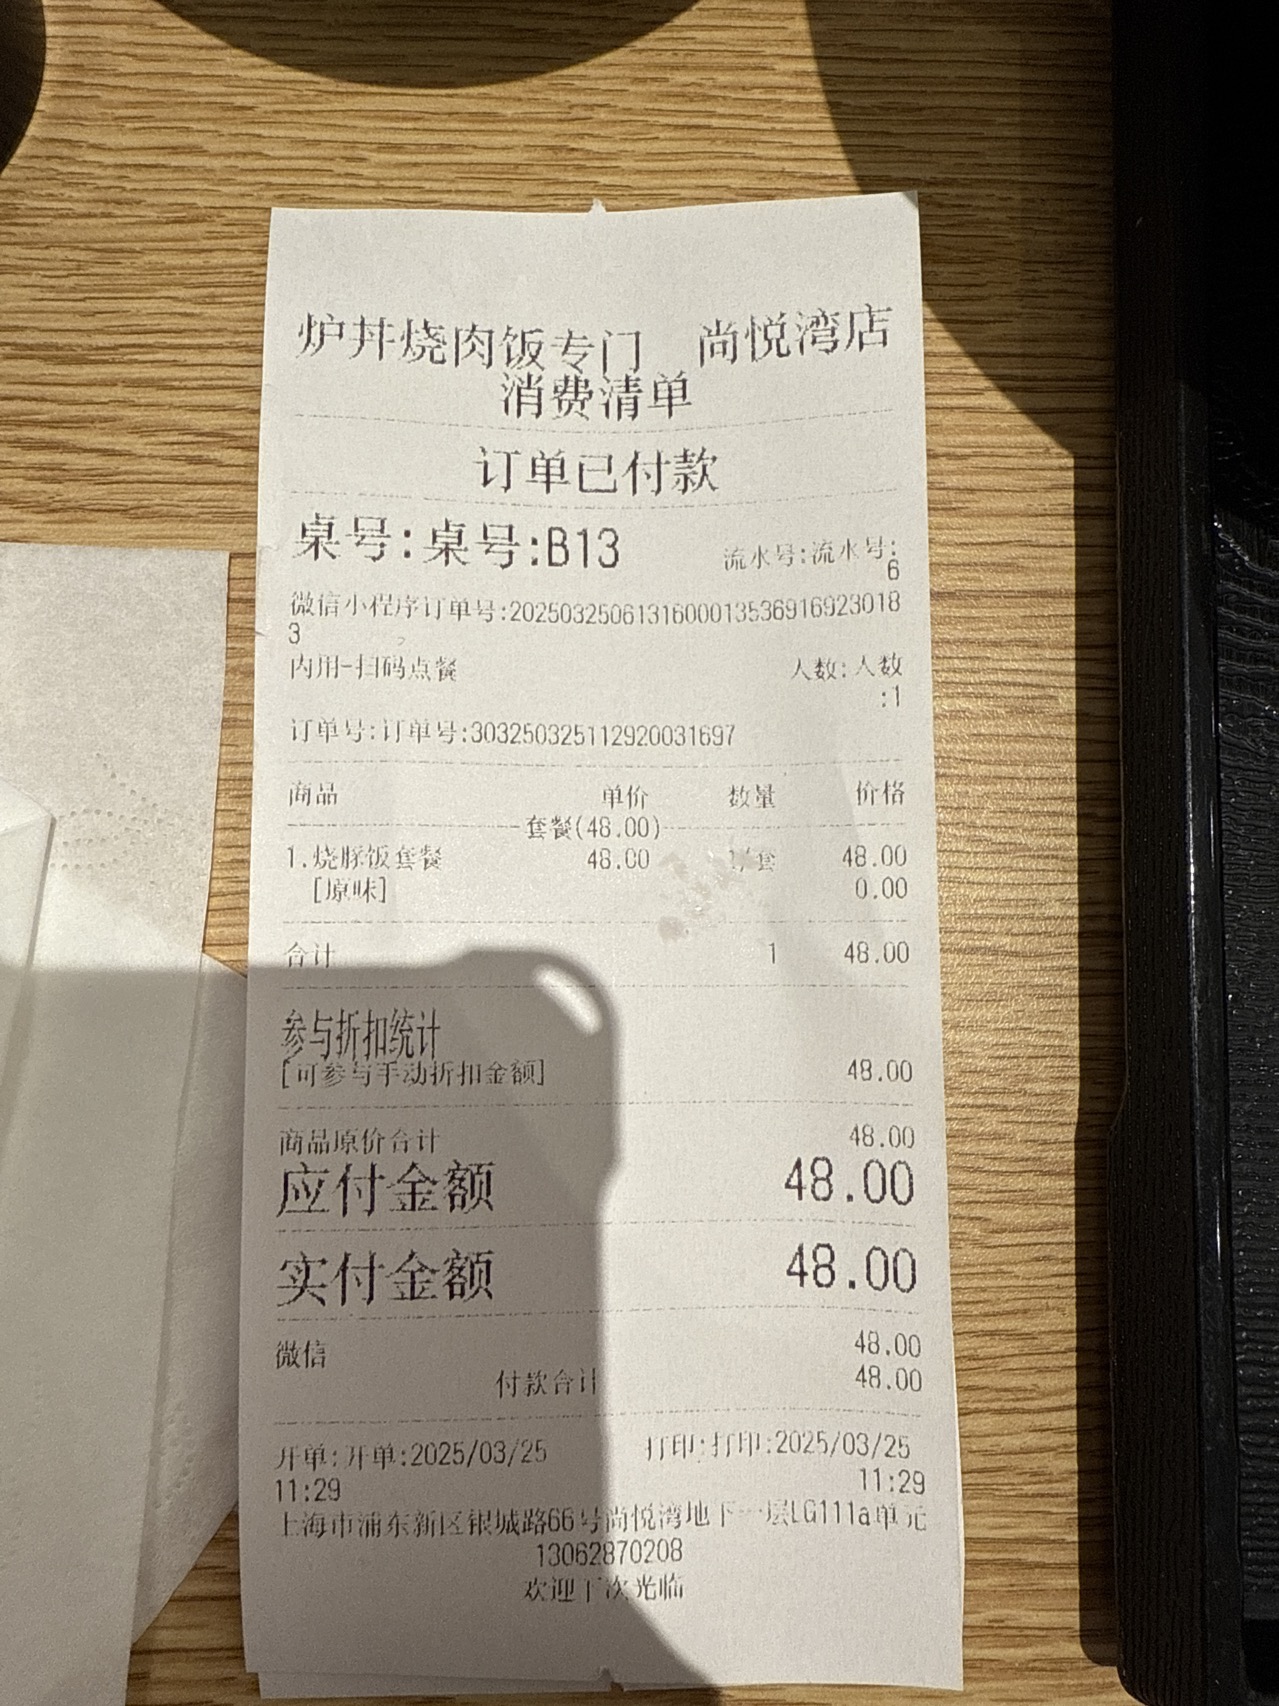 炉丼烧肉饭专门 尚悦湾店
消费清单
订单已付款
桌号:桌号:B13 流水号:流水号:
6
微信小程序订单号:202503250613160001353691692301​8
3
内用-扫码点餐 人数:人数
:1
订单号:订单号:303250325112920031697
商品 单价 数量 价格
套餐(48.00)
1.烧豚饭套餐 48.00 套 48.00
[原味] 0.00
合计 1 48.00
参与折扣统计
[可参与手动折扣金额] 48.00
商品原价合计 48.00
应付金额 48.00
实付金额 48.00
微信 48.00
付款合计 48.00
开单:开单:2025/03/25 打印:打印:2025/03/25
11:29 11:29
上海市浦东新区银城路66号尚悦湾地下一层LG111a单元
13062870208
欢迎下次光临